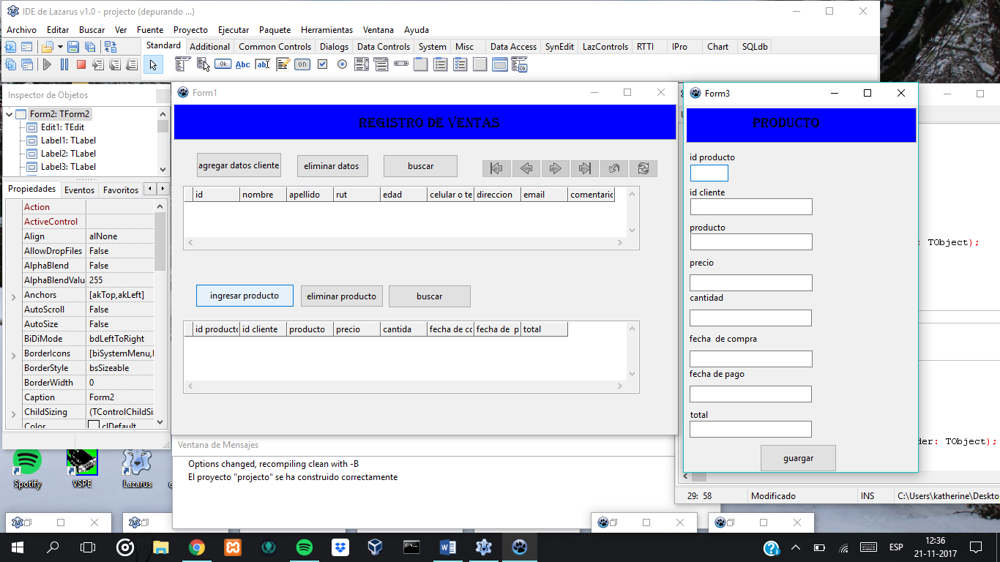 IDE de Lazarus v1.0 - projecto (depurando ...)
Archivo Editar Buscar Ver Fuente Proyecto Ejecutar Paquete Herramientas Ventana Ayuda
Standard Additional Common Controls Dialogs Data Controls System Misc Data Access SynEdit LazControls RTTI IPro Chart SQLdb
Ok Abc abI on Ok
Inspector de Objetos
Form2: TForm2
Edit1: TEdit
Label1: TLabel
Label2: TLabel
Label3: TLabel
Propiedades Eventos Favoritos
Action
ActiveControl
Align alNone
AllowDropFiles False
AlphaBlend False
AlphaBlendValu 255
Anchors [akTop,akLeft]
AutoScroll False
AutoSize False
BiDiMode bdLeftToRight
BorderIcons [biSystemMenu,
BorderStyle bsSizeable
BorderWidth 0
Caption Form2
ChildSizing (TControlChildSi
Color clDefault
Form1
REGISTRO DE VENTAS
agregar datos cliente eliminar datos buscar
id nombre apellido rut edad celular o te direccion email comentario
ingresar producto eliminar producto buscar
id producto id cliente producto precio cantida fecha de co fecha de p total
Form3
PRODUCTO
id producto
id cliente
producto
precio
cantidad
fecha de compra
fecha de pago
total
guargar
: TObject);
der: TObject);
Ventana de Mensajes
Options changed, recompiling clean with -B
El proyecto "projecto" se ha construido correctamente
29: 58 Modificado INS C:\Users\katherine\Deskto
Spotify VSPE Lazarus e
ESP
12:36
21-11-2017